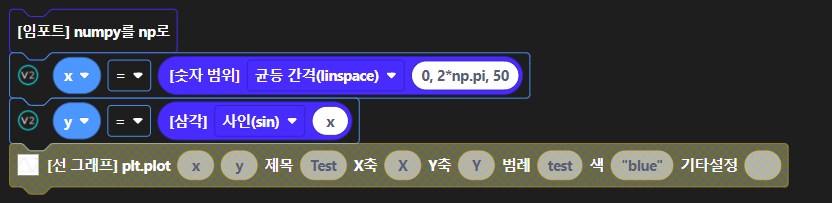 [임포트] numpy를 np로
V2 x = [숫자 범위] 균등 간격(linspace) 0, 2*np.pi, 50
V2 y = [삼각] 사인(sin) x
[선 그래프] plt.plot x y 제목 Test X축 X Y축 Y 범례 test 색 "blue" 기타설정